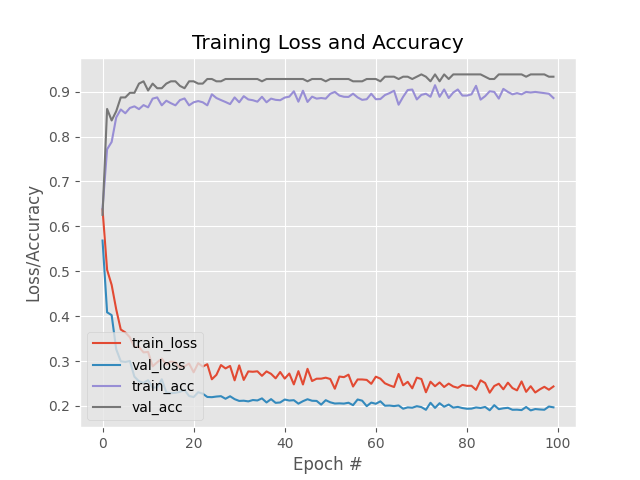 Training Loss and Accuracy
Loss/Accuracy
0.9
0.8
0.7
0.6
0.5
0.4
0.3
0.2
train_loss
val_loss
train_acc
val_acc
0 20 40 60 80 100
Epoch #